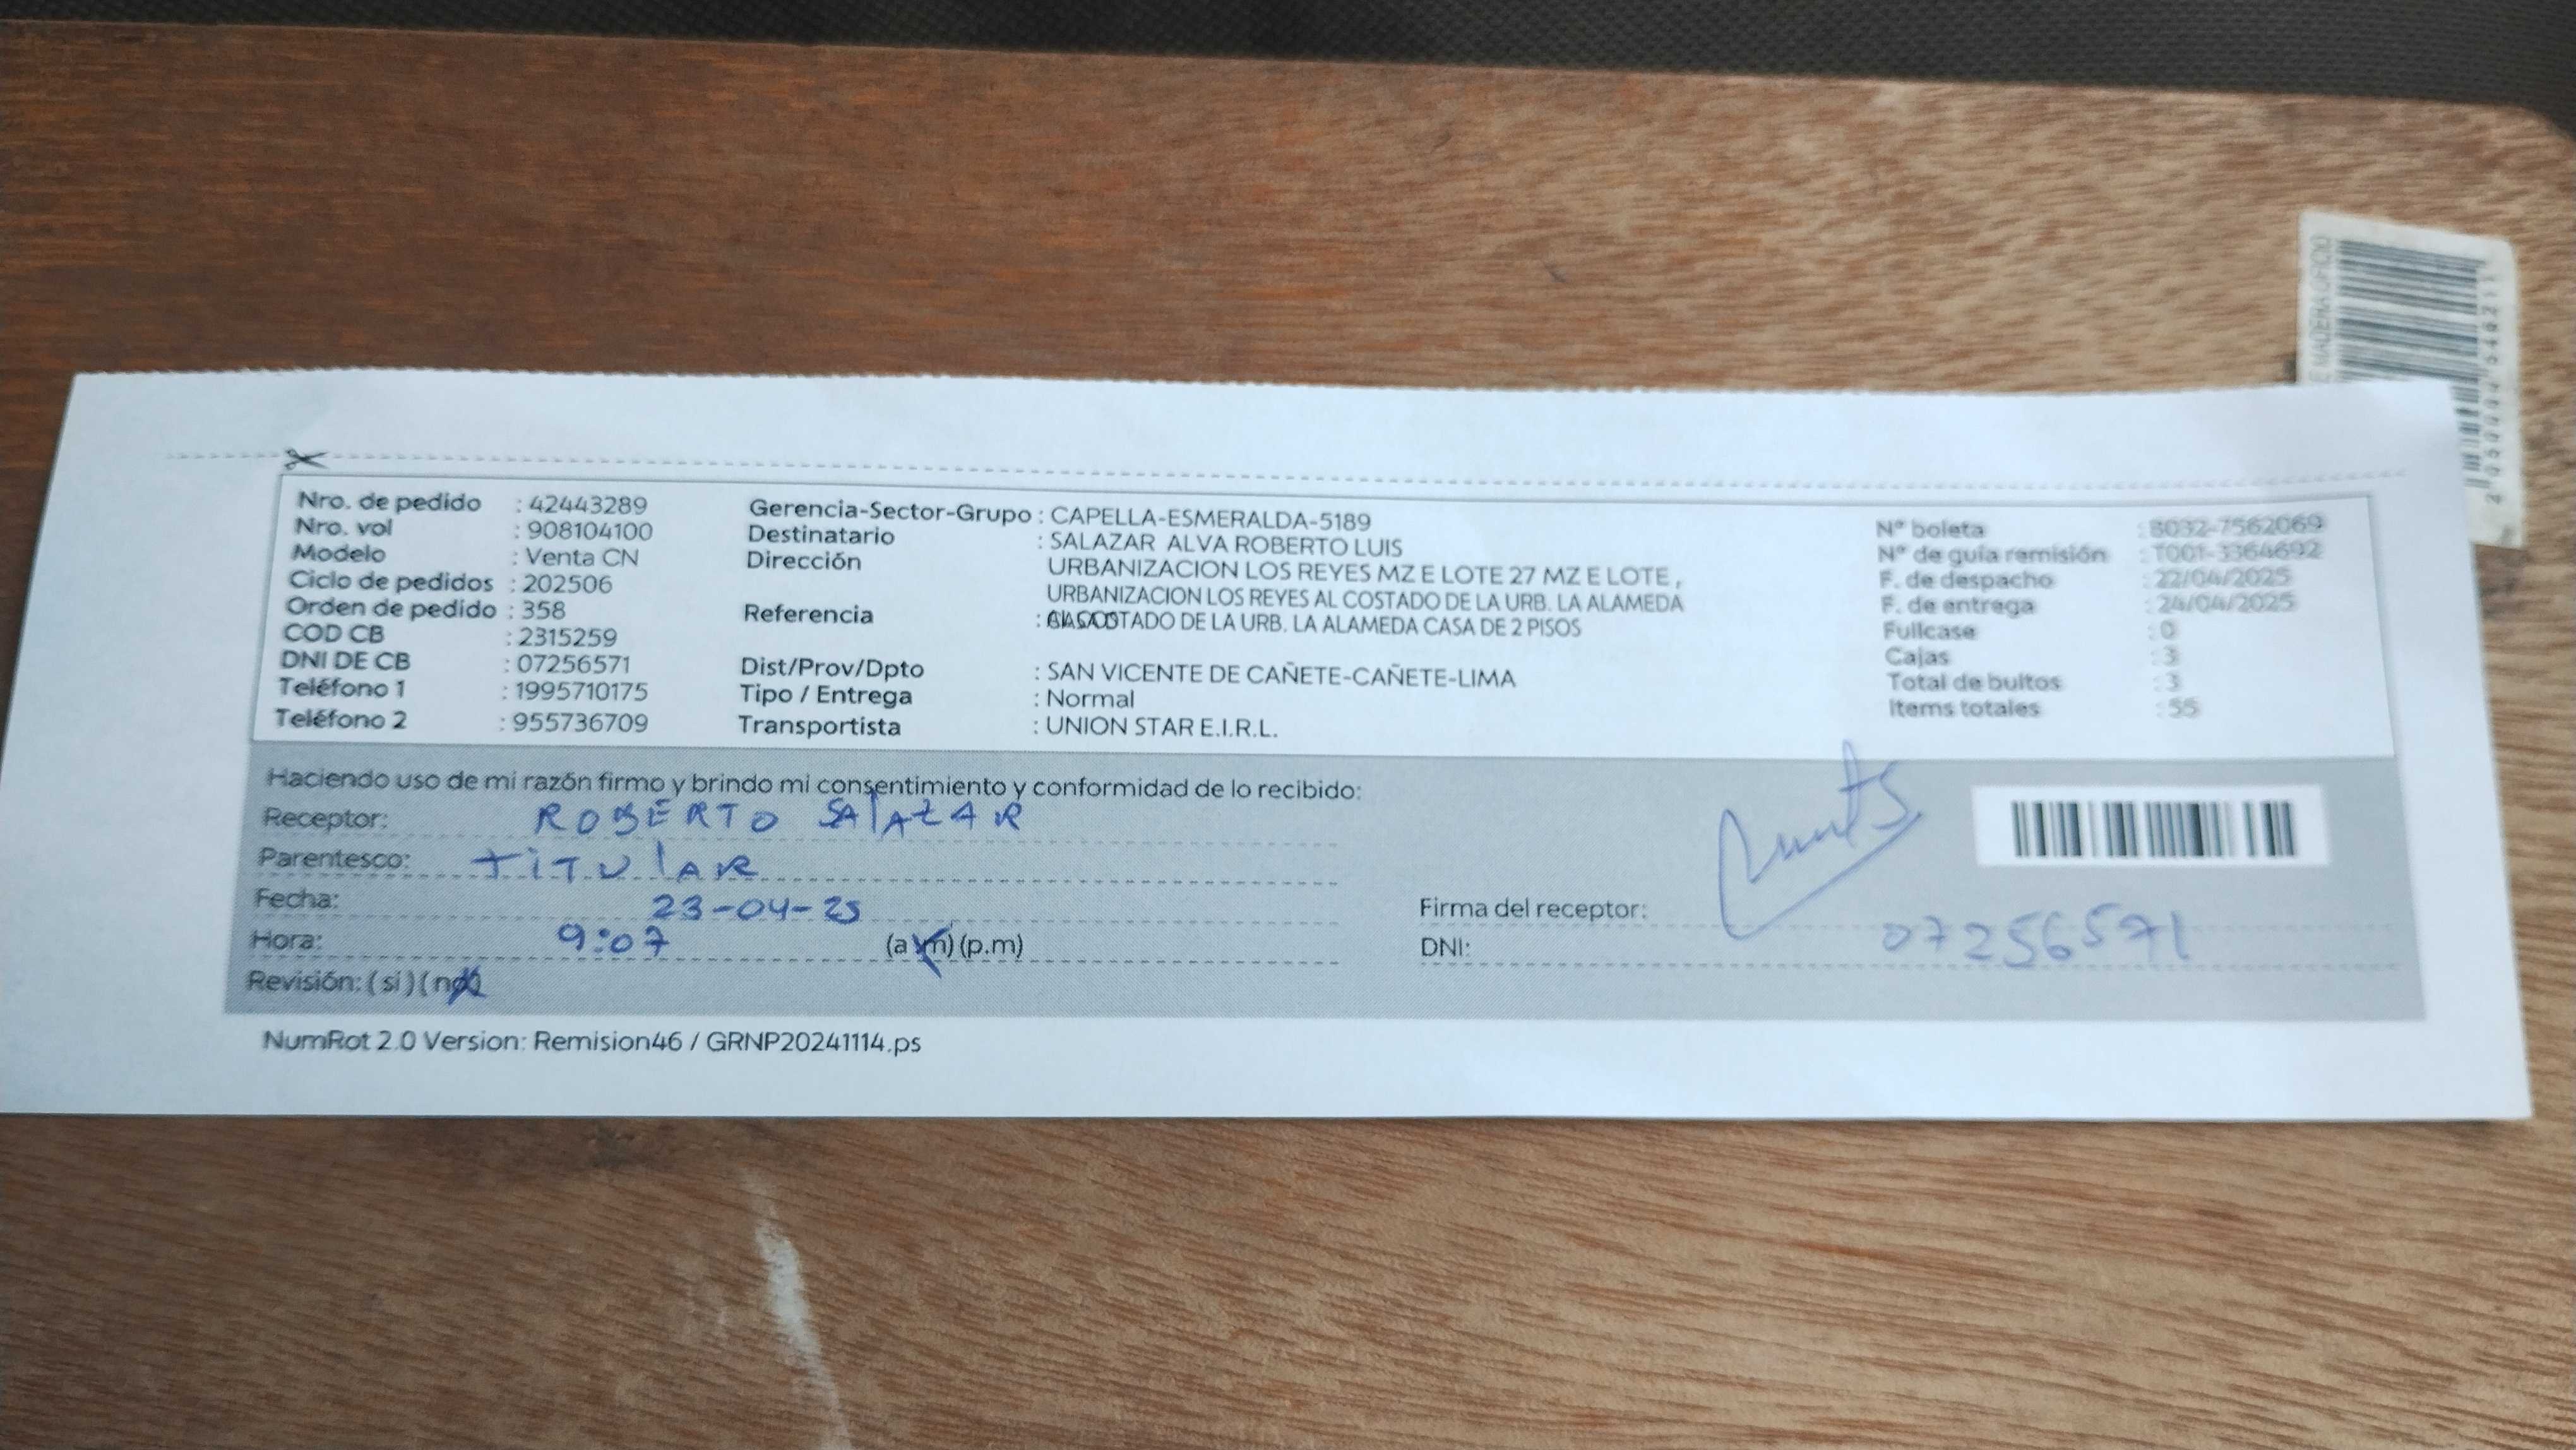 Nro. de pedido : 42443289
Nro. vol : 908104100
Modelo : Venta CN
Ciclo de pedidos : 202506
Orden de pedido : 358
COD CB : 2315259
DNI DE CB : 07256571
Teléfono 1 : 1995710175
Teléfono 2 : 955736709
Gerencia-Sector-Grupo : CAPELLA-ESMERALDA-5189
Destinatario : SALAZAR ALVA ROBERTO LUIS
Dirección URBANIZACION LOS REYES MZ E LOTE 27 MZ E LOTE ,
URBANIZACION LOS REYES AL COSTADO DE LA URB. LA ALAMEDA
Referencia : COSTADO DE LA URB. LA ALAMEDA CASA DE 2 PISOS
Dist/Prov/Dpto : SAN VICENTE DE CAÑETE-CAÑETE-LIMA
Tipo / Entrega : Normal
Transportista : UNION STAR E.I.R.L.
N° boleta : B032-7562069
N° de guía remisión : T001-3364692
F. de despacho : 22/04/2025
F. de entrega : 24/04/2025
Fullcase : 0
Cajas : 3
Total de bultos : 3
Items totales : 55
Haciendo uso de mi razón firmo y brindo mi consentimiento y conformidad de lo recibido:
Receptor: ROBERTO SALAZAR
Parentesco: TITULAR
Fecha: 23-04-25
Hora: 9:07 (a.m) (p.m)
Revisión: (si) (no)
Firma del receptor:
DNI: 07256571
NumRot 2.0 Version: Remision46 / GRNP20241114.ps